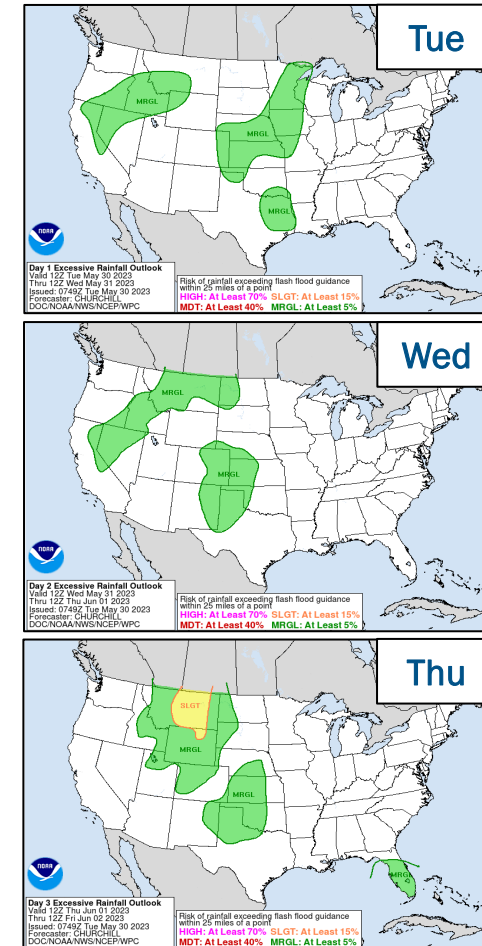 Tue
MRGL
MRGL
MRGL
NOAA
Day 1 Excessive Rainfall Outlook
Valid 12Z Tue May 30 2023
Thru 12Z Wed May 31 2023
Issued: 0749Z Tue May 30 2023
Forecaster: CHURCHILL
DOC/NOAA/NWS/NCEP/WPC
Risk of rainfall exceeding flash flood guidance
within 25 miles of a point
HIGH: At Least 70% SLGT: At Least 15%
MDT: At Least 40% MRGL: At Least 5%
Wed
MRGL
MRGL
NOAA
Day 2 Excessive Rainfall Outlook
Valid 12Z Wed May 31 2023
Thru 12Z Thu Jun 01 2023
Issued: 0749Z Tue May 30 2023
Forecaster: CHURCHILL
DOC/NOAA/NWS/NCEP/WPC
Risk of rainfall exceeding flash flood guidance
within 25 miles of a point
HIGH: At Least 70% SLGT: At Least 15%
MDT: At Least 40% MRGL: At Least 5%
Thu
SLGT
MRGL
MRGL
MRGL
NOAA
Day 3 Excessive Rainfall Outlook
Valid 12Z Thu Jun 01 2023
Thru 12Z Fri Jun 02 2023
Issued: 0749Z Tue May 30 2023
Forecaster: CHURCHILL
DOC/NOAA/NWS/NCEP/WPC
Risk of rainfall exceeding flash flood guidance
within 25 miles of a point
HIGH: At Least 70% SLGT: At Least 15%
MDT: At Least 40% MRGL: At Least 5%